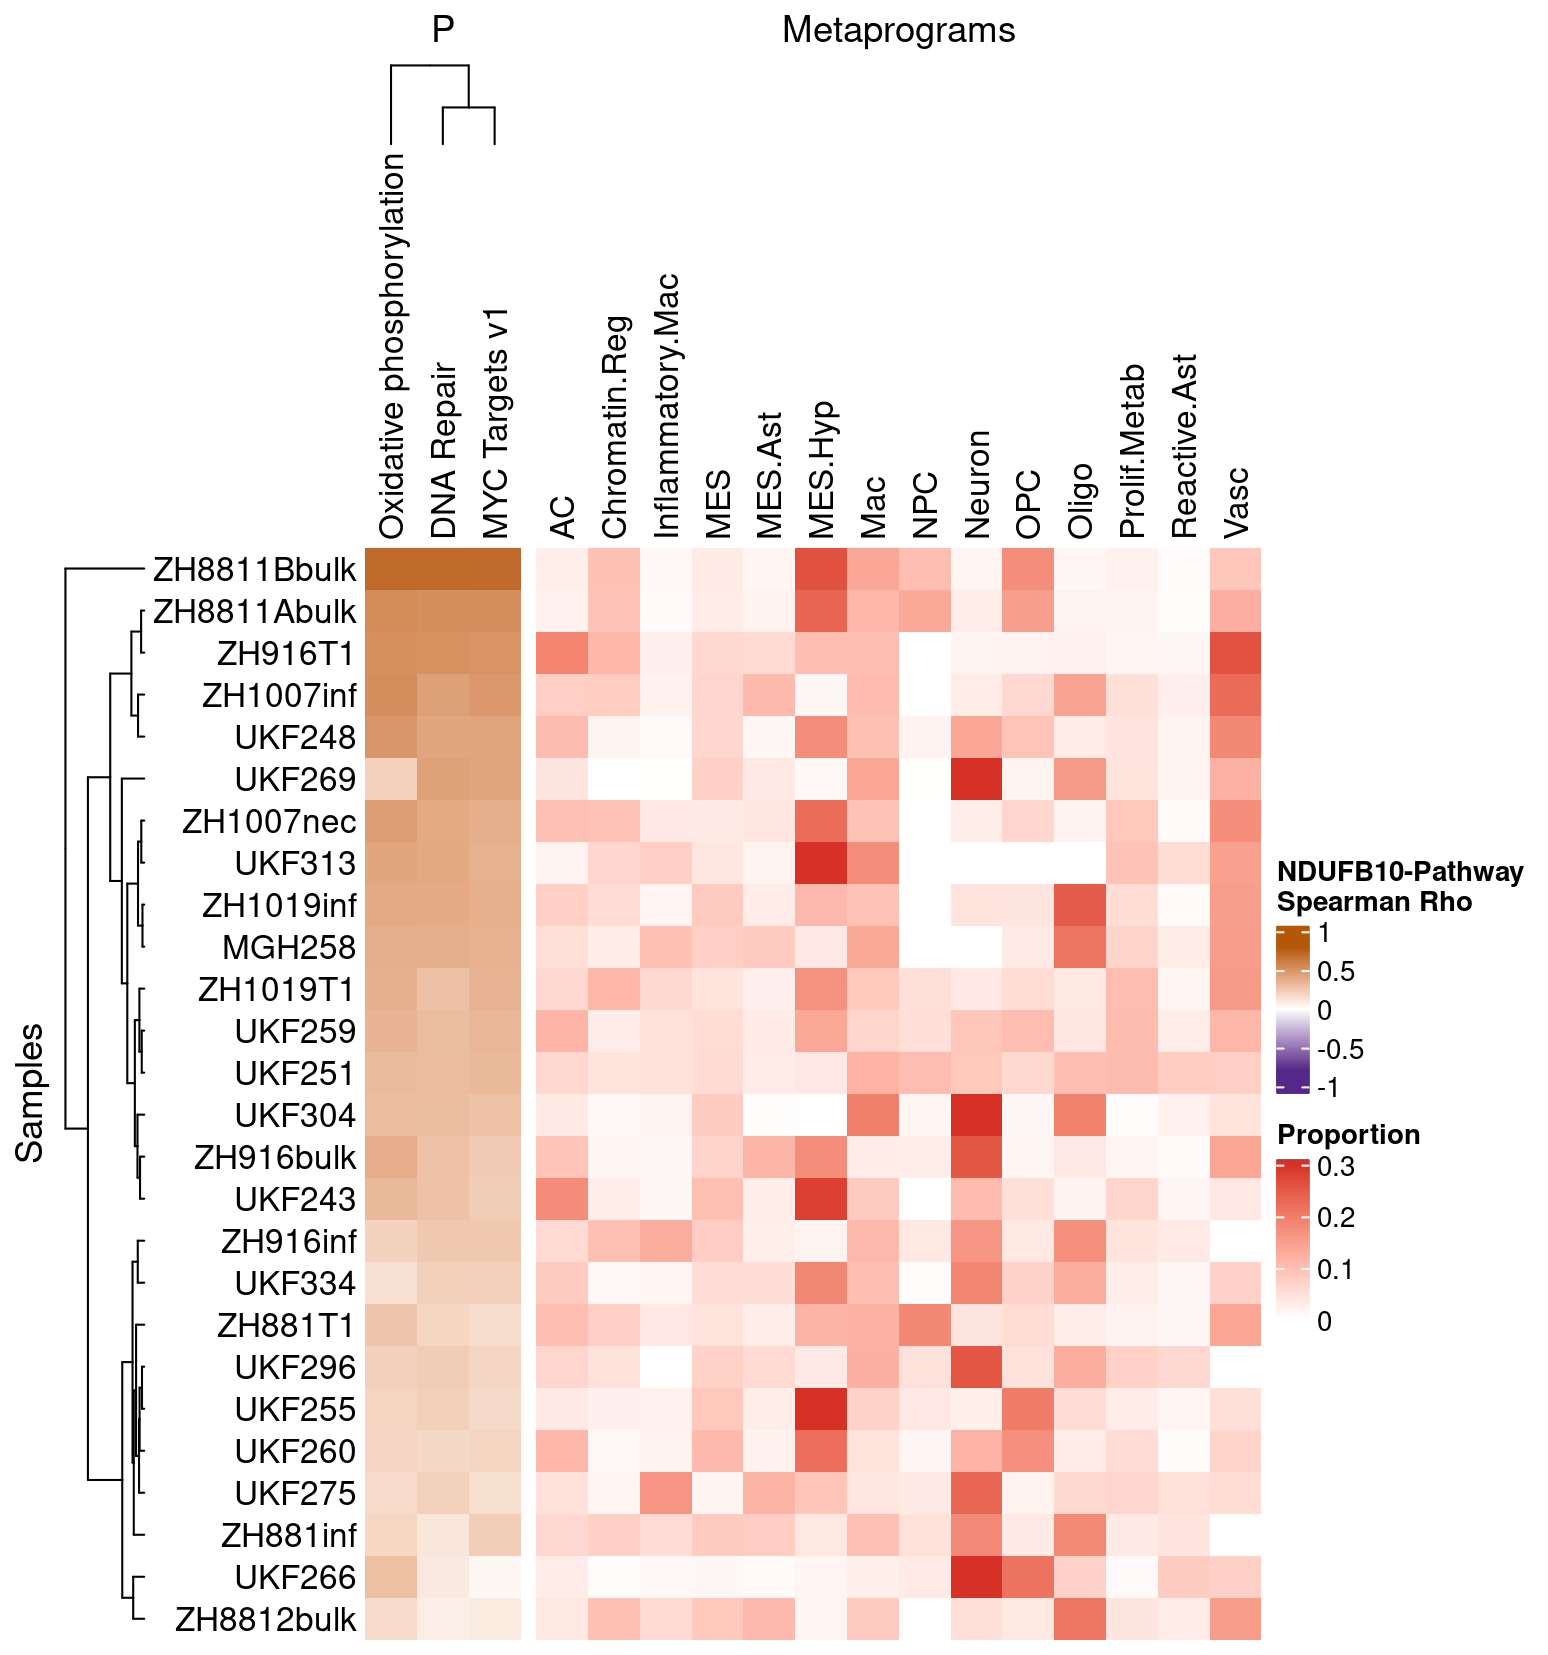 P
Metaprograms
Oxidative phosphorylation
DNA Repair
MYC Targets v1
AC
Chromatin.Reg
Inflammatory.Mac
MES
MES.Ast
MES.Hyp
Mac
NPC
Neuron
OPC
Oligo
Prolif.Metab
Reactive.Ast
Vasc
Samples
ZH8811Bbulk
ZH8811Abulk
ZH916T1
ZH1007inf
UKF248
UKF269
ZH1007nec
UKF313
ZH1019inf
MGH258
ZH1019T1
UKF259
UKF251
UKF304
ZH916bulk
UKF243
ZH916inf
UKF334
ZH881T1
UKF296
UKF255
UKF260
UKF275
ZH881inf
UKF266
ZH8812bulk
NDUFB10-Pathway
Spearman Rho
1
0.5
0
-0.5
-1
Proportion
0.3
0.2
0.1
0